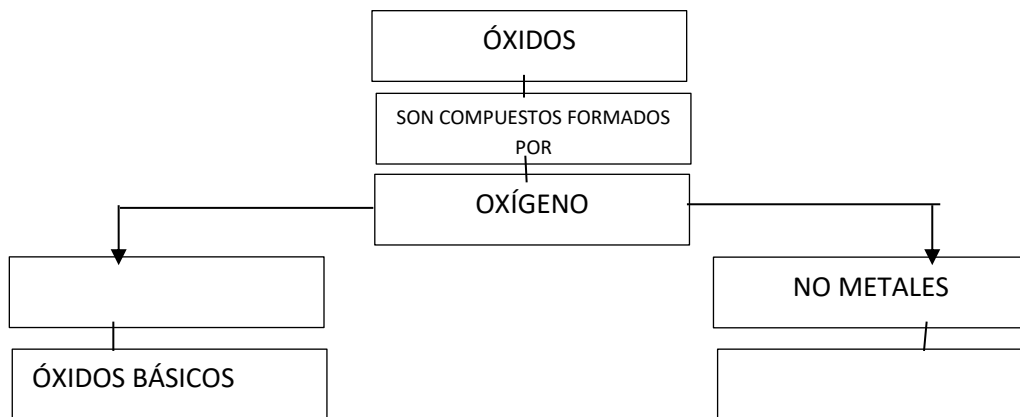 ÓXIDOS
SON COMPUESTOS FORMADOS
POR
OXÍGENO
NO METALES
ÓXIDOS BÁSICOS